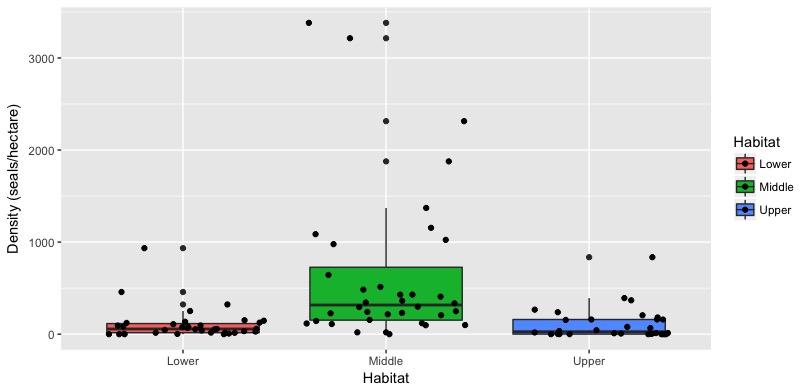 Density (seals/hectare)
3000
2000
1000
0
Lower
Middle
Upper
Habitat
Habitat
Lower
Middle
Upper